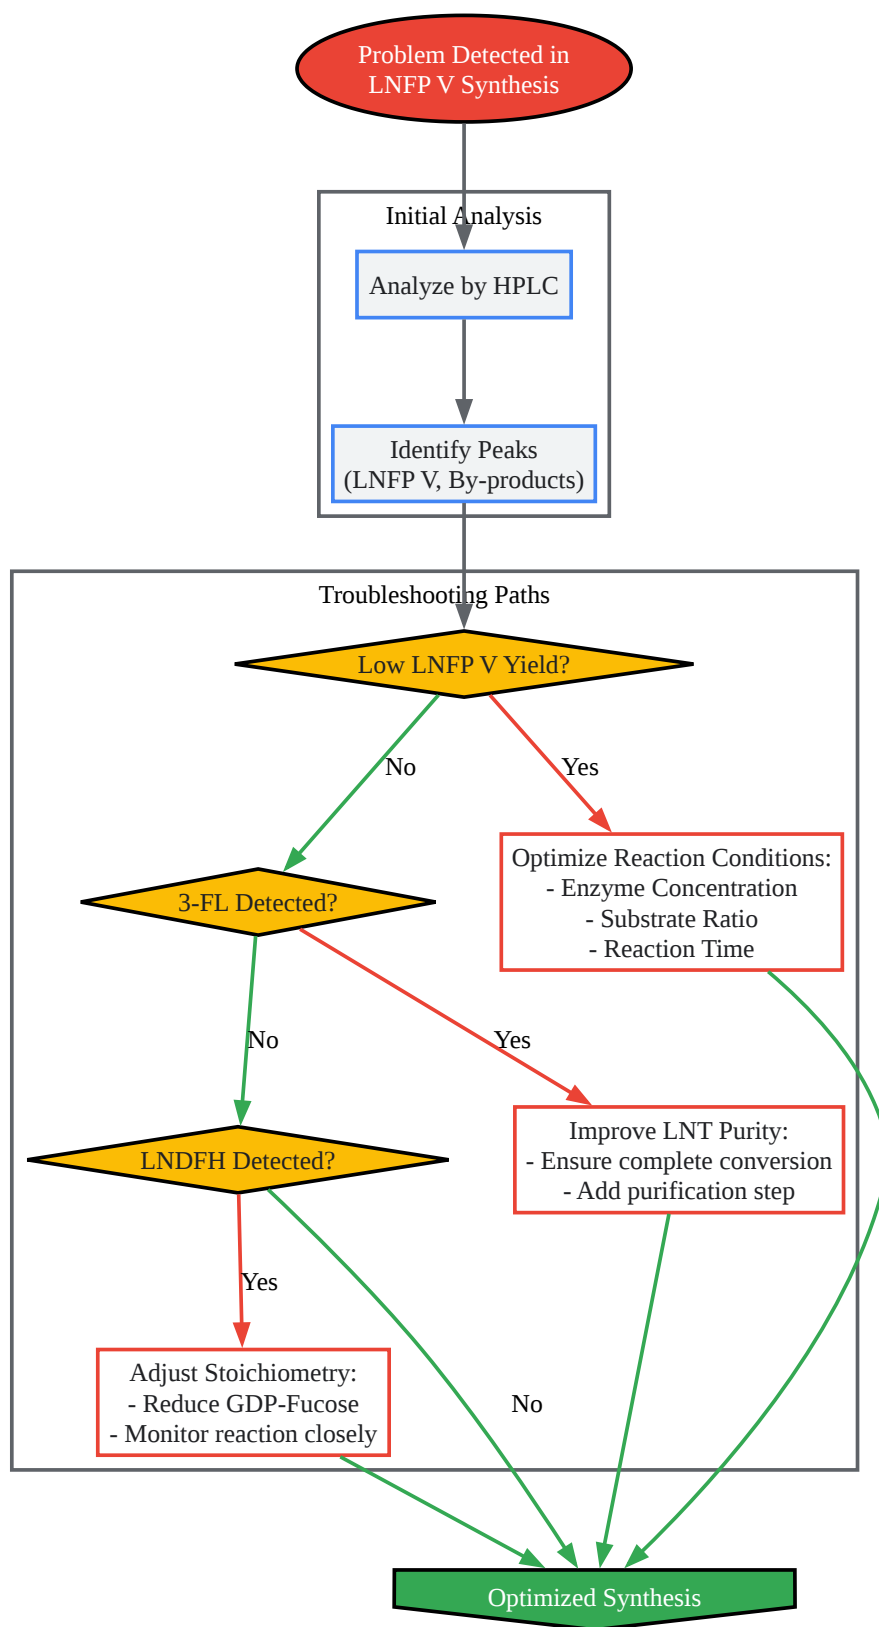 Problem Detected in
LNFP V Synthesis
Initial Analysis
Analyze by HPLC
Identify Peaks
(LNFP V, By-products)
Troubleshooting Paths
Low LNFP V Yield?
No
Yes
Optimize Reaction Conditions:
- Enzyme Concentration
- Substrate Ratio
- Reaction Time
3-FL Detected?
No
Yes
Improve LNT Purity:
- Ensure complete conversion
- Add purification step
LNDFH Detected?
Yes
Adjust Stoichiometry:
- Reduce GDP-Fucose
- Monitor reaction closely
No
Optimized Synthesis